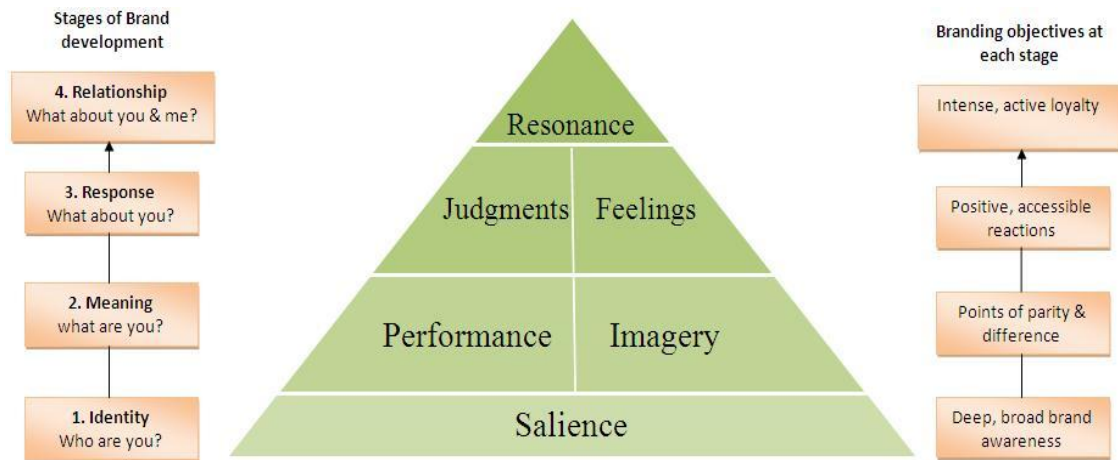 Stages of Brand
development
4. Relationship
What about you & me?
3. Response
What about you?
2. Meaning
what are you?
1. Identity
Who are you?
Resonance
Judgments
Feelings
Performance
Imagery
Salience
Branding objectives at
each stage
Intense, active loyalty
Positive, accessible
reactions
Points of parity &
difference
Deep, broad brand
awareness